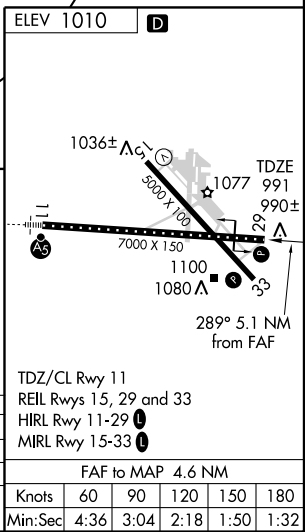 ELEV 1010 D
1036±
15
V
5000 X 100
1077
TDZE
991
990±
11
29
A5
7000 X 150
P
1100
1080
P
33
289° 5.1 NM
from FAF
TDZ/CL Rwy 11
REIL Rwys 15, 29 and 33
HIRL Rwy 11-29 L
MIRL Rwy 15-33 L
FAF to MAP 4.6 NM
Knots 60 90 120 150 180
Min:Sec 4:36 3:04 2:18 1:50 1:32